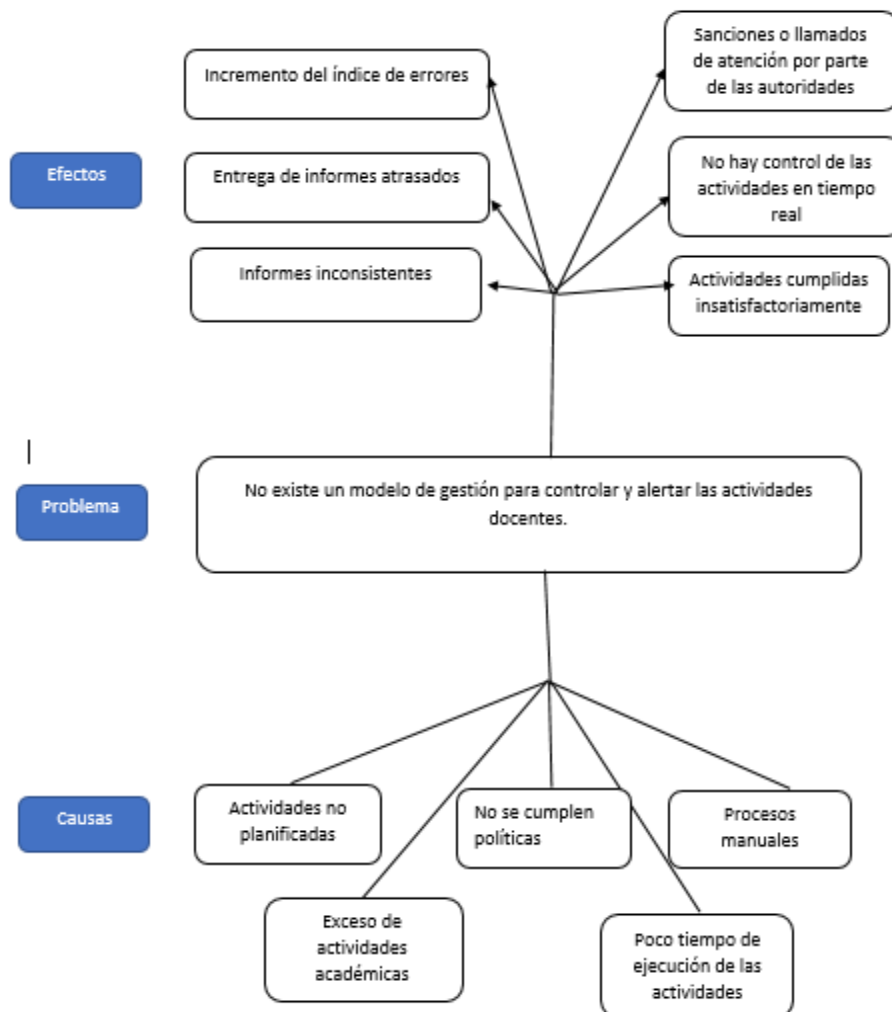 Incremento del índice de errores
Sanciones o llamados
de atención por parte
de las autoridades
Efectos
Entrega de informes atrasados
No hay control de las
actividades en tiempo
real
Informes inconsistentes
Actividades cumplidas
insatisfactoriamente
Problema
No existe un modelo de gestión para controlar y alertar las actividades
docentes.
Causas
Actividades no
planificadas
No se cumplen
políticas
Procesos
manuales
Exceso de
actividades
académicas
Poco tiempo de
ejecución de las
actividades